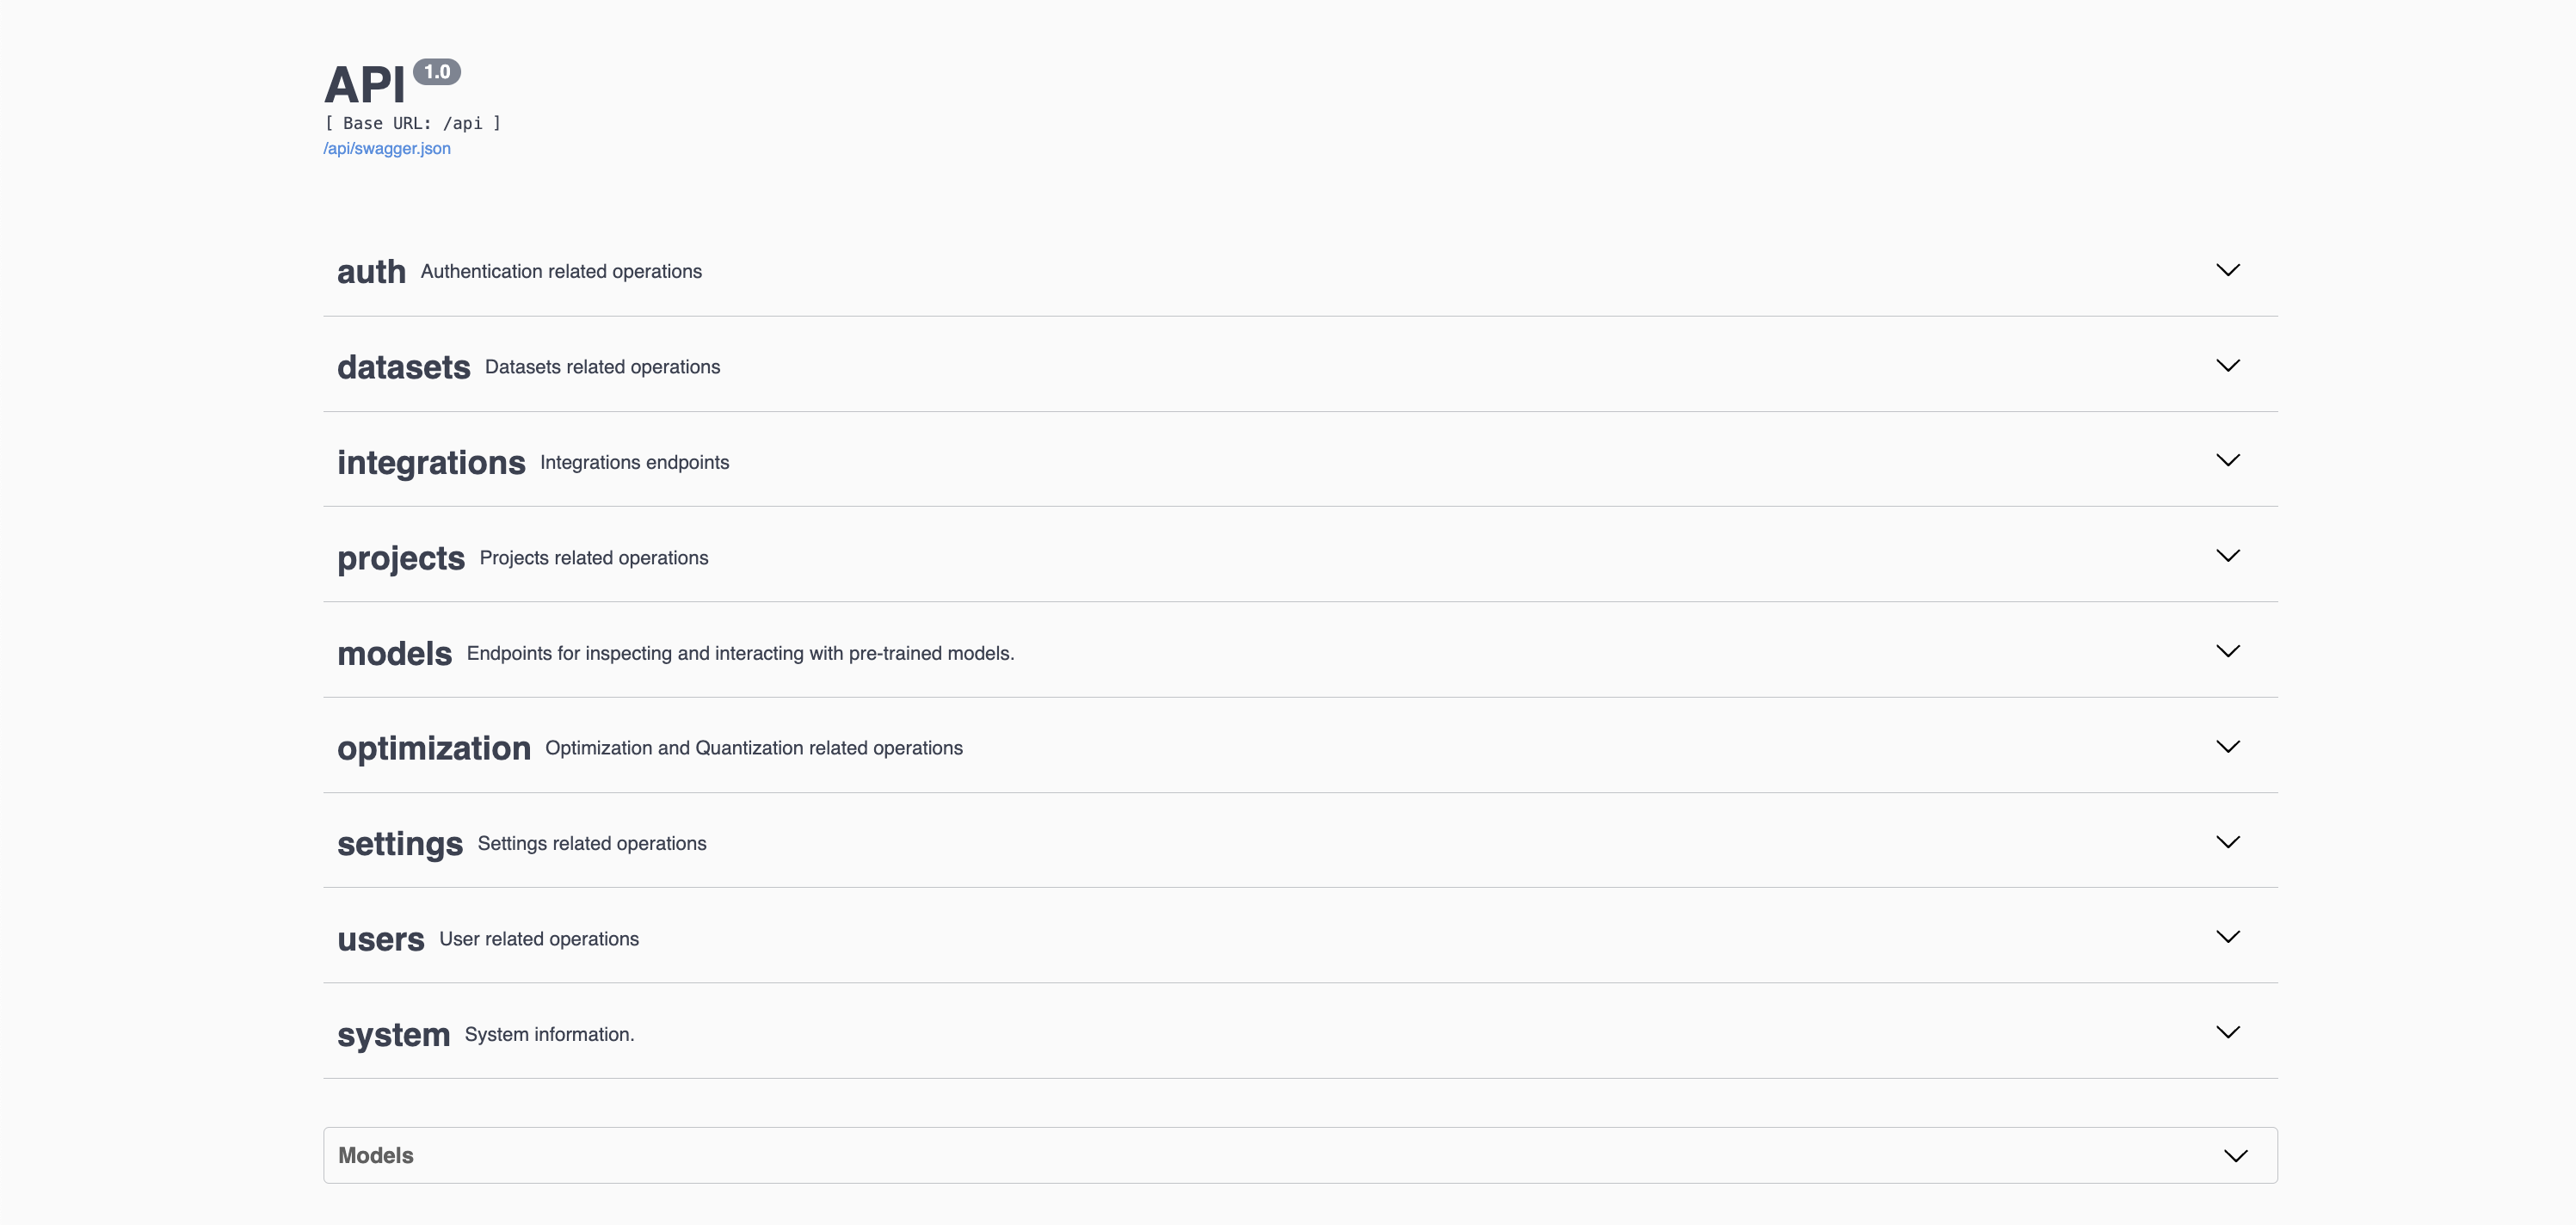 API 1.0
[ Base URL: /api ]
/api/swagger.json
auth Authentication related operations
datasets Datasets related operations
integrations Integrations endpoints
projects Projects related operations
models Endpoints for inspecting and interacting with pre-trained models.
optimization Optimization and Quantization related operations
settings Settings related operations
users User related operations
system System information.
Models